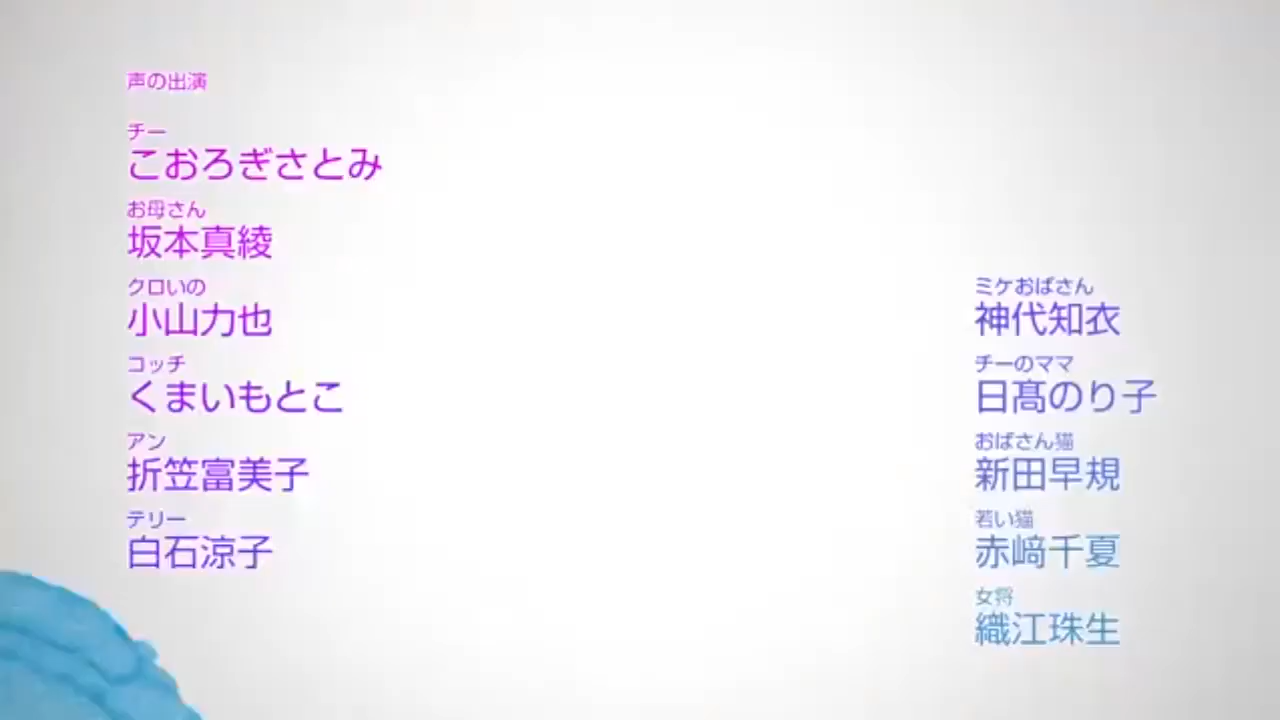 声の出演
チー
こおろぎさとみ
お母さん
坂本真綾
クロいの
小山力也
コッチ
くまいもとこ
アン
折笠富美子
テリー
白石涼子
ミケおばさん
神代知衣
チーのママ
日髙のり子
おばさん猫
新田早規
若い猫
赤﨑千夏
女将
織江珠生